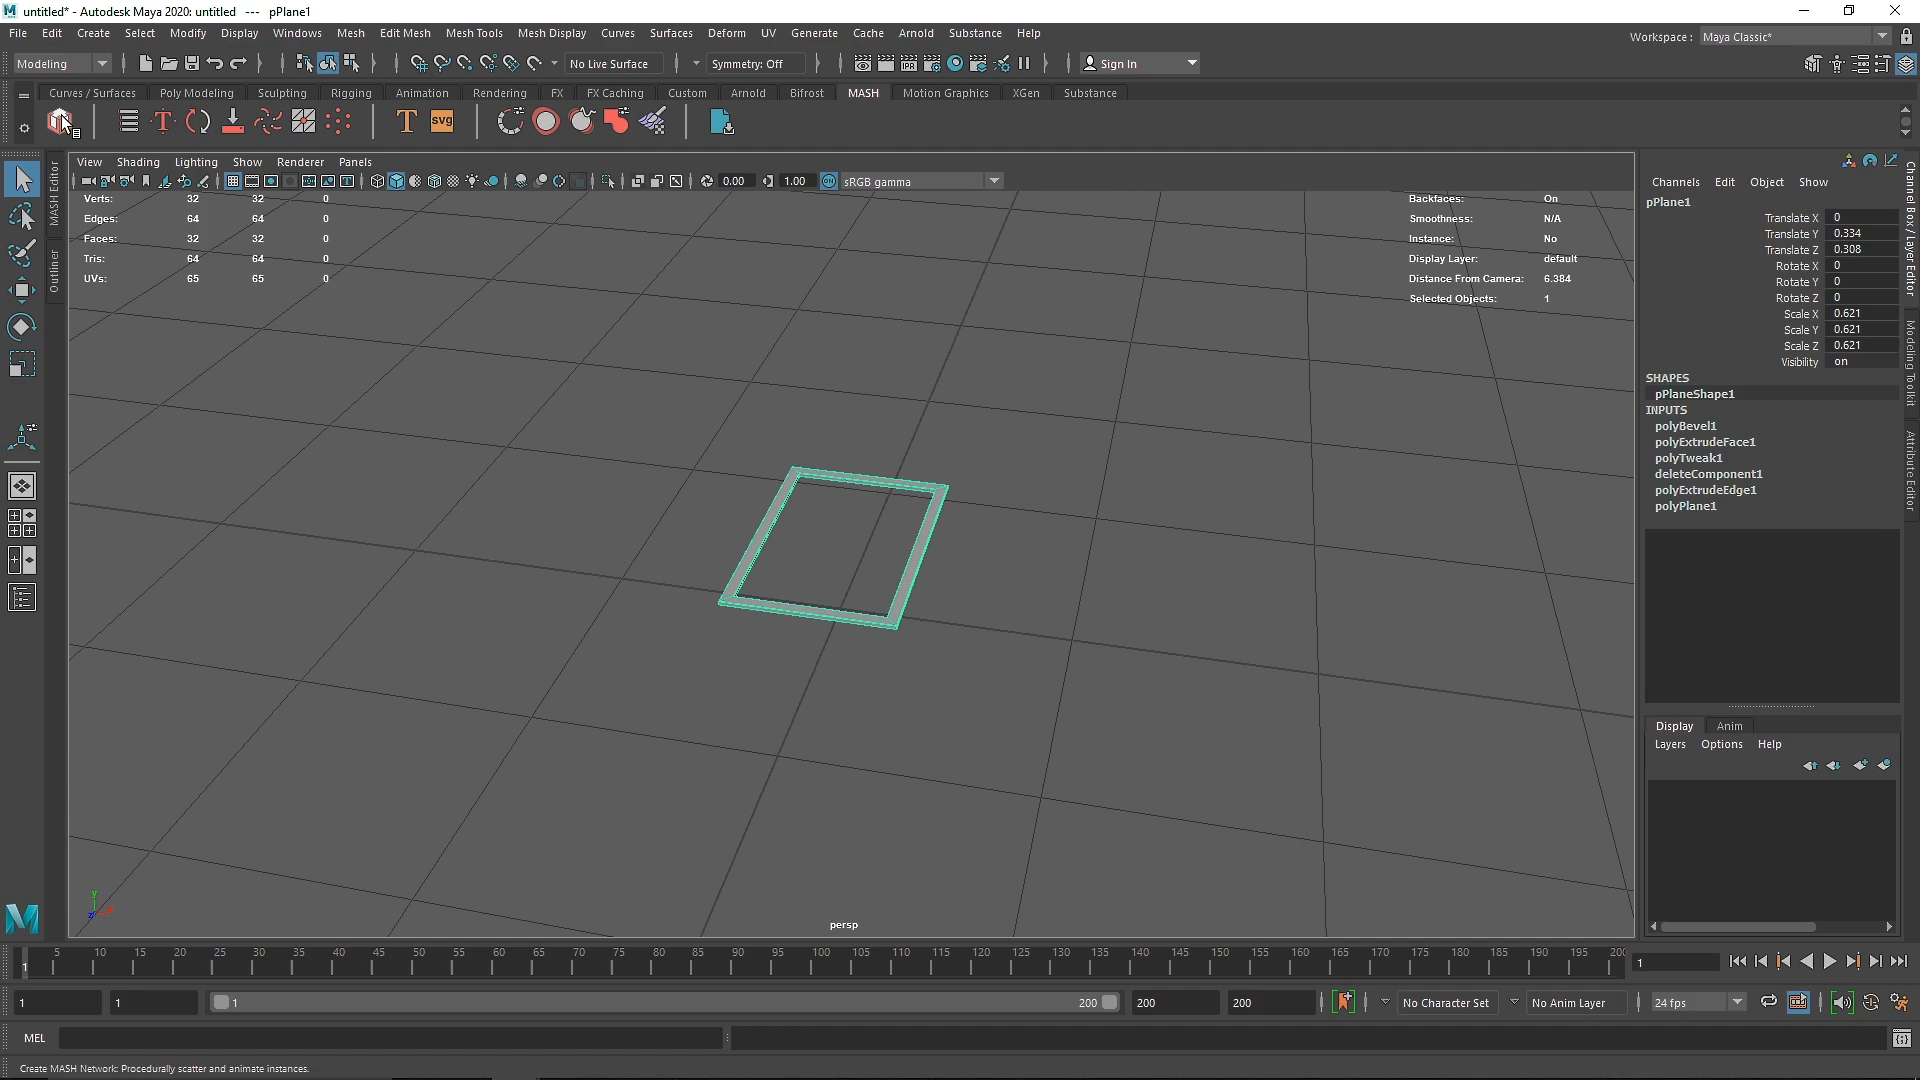 untitled* - Autodesk Maya 2020: untitled --- pPlane1
File Edit Create Select Modify Display Windows Mesh Edit Mesh Mesh Tools Mesh Display Curves Surfaces Deform UV Generate Cache Arnold Substance Help
Workspace : Maya Classic*
Modeling No Live Surface Symmetry: Off Sign In
Curves / Surfaces Poly Modeling Sculpting Rigging Animation Rendering FX FX Caching Custom Arnold Bifrost MASH Motion Graphics XGen Substance
T T svg
View Shading Lighting Show Renderer Panels
0.00 1.00 ON sRGB gamma
MASH Editor
Outliner
Verts: 32 32 0
Edges: 64 64 0
Faces: 32 32 0
Tris: 64 64 0
UVs: 65 65 0
Backfaces: On
Smoothness: N/A
Instance: No
Display Layer: default
Distance From Camera: 6.384
Selected Objects: 1
persp
y
z
Channels Edit Object Show
pPlane1
Translate X 0
Translate Y 0.334
Translate Z 0.308
Rotate X 0
Rotate Y 0
Rotate Z 0
Scale X 0.621
Scale Y 0.621
Scale Z 0.621
Visibility on
SHAPES
pPlaneShape1
INPUTS
polyBevel1
polyExtrudeFace1
polyTweak1
deleteComponent1
polyExtrudeEdge1
polyPlane1
Channel Box / Layer Editor
Modeling Toolkit
Attribute Editor
Display Anim
Layers Options Help
1 5 10 15 20 25 30 35 40 45 50 55 60 65 70 75 80 85 90 95 100 105 110 115 120 125 130 135 140 145 150 155 160 165 170 175 180 185 190 195 200 1
1 1 1 200 200 200 No Character Set No Anim Layer 24 fps
MEL
Create MASH Network: Procedurally scatter and animate instances.